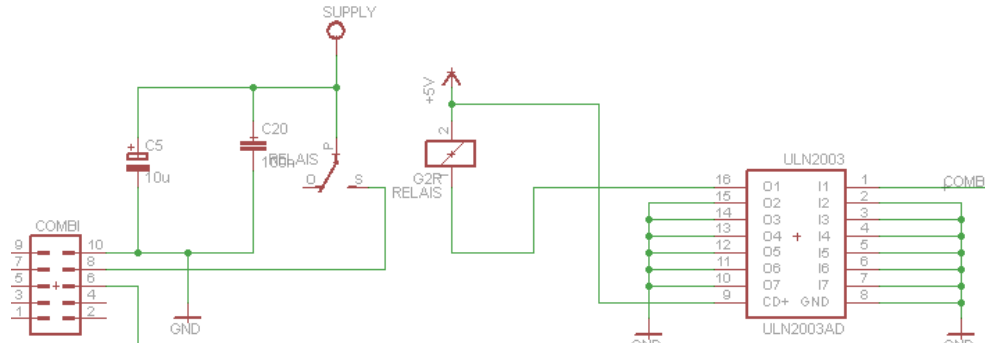 SUPPLY
+5V
C5
10u
C20
100n
RELAIS
P
O
S
2
1
G2R
RELAIS
COMBI
9 10
7 8
5 6
3 4
1 2
GND
ULN2003
16 O1 I1 1
15 O2 I2 2
14 O3 I3 3
13 O4 I4 4
12 O5 I5 5
11 O6 I6 6
10 O7 I7 7
9 CD+ GND 8
ULN2003AD
COMB
GND
GND